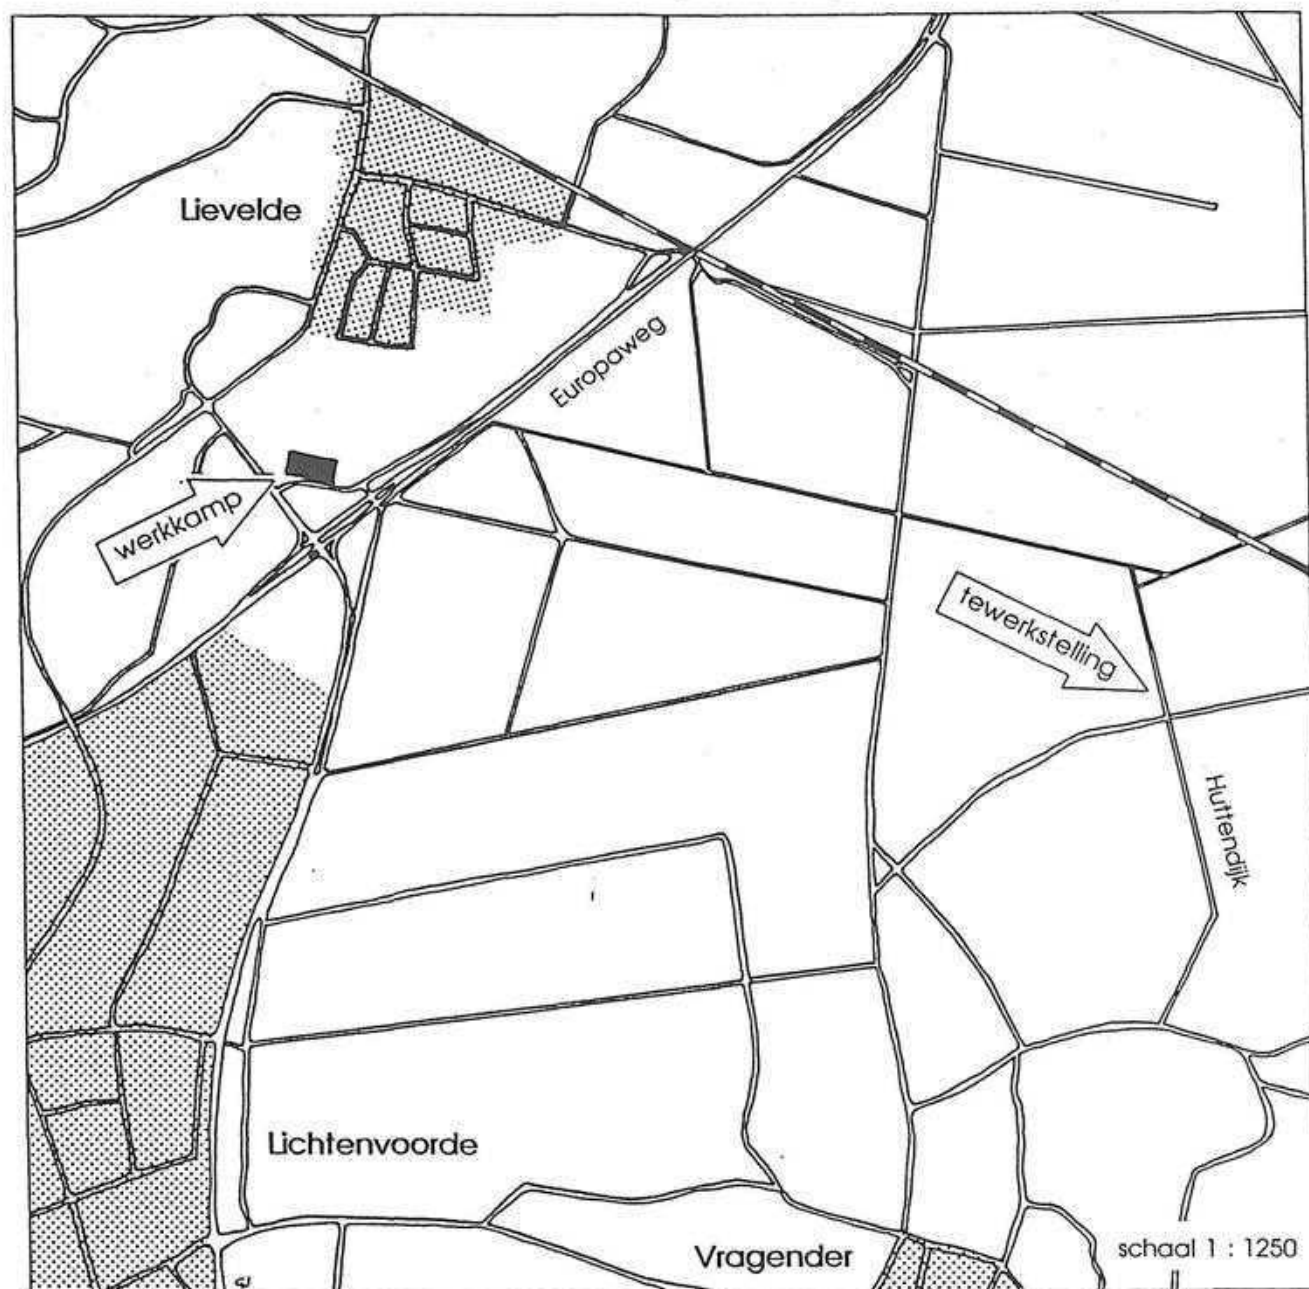 Lievelde
Europaweg
werkkamp
tewerkstelling
Huttendijk
Lichtenvoorde
Vragender
schaal 1 : 1250